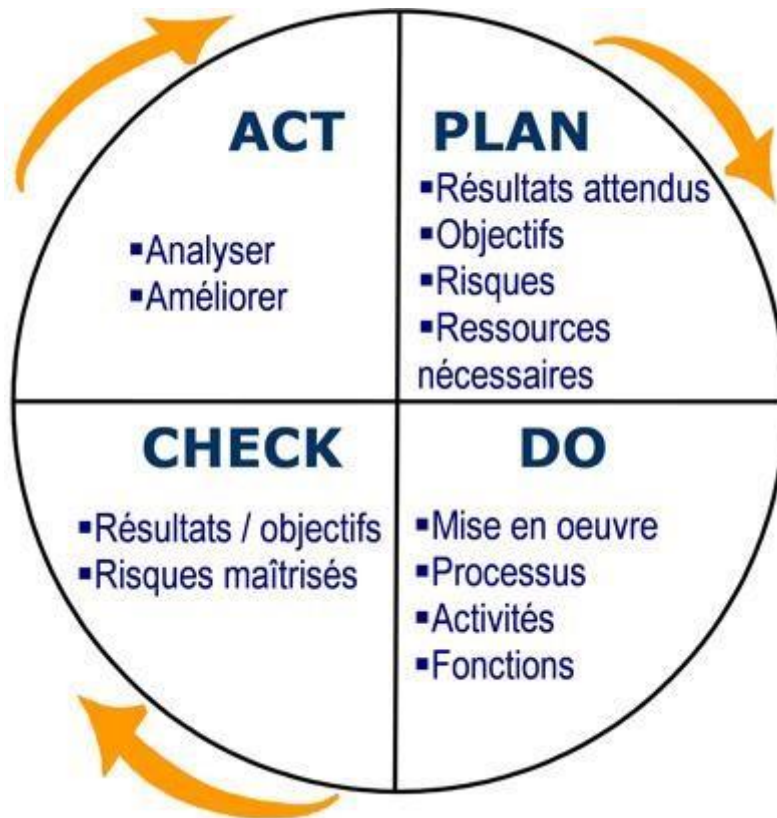 ACT
▪Analyser
▪Améliorer
PLAN
▪Résultats attendus
▪Objectifs
▪Risques
▪Ressources
nécessaires
CHECK
▪Résultats / objectifs
▪Risques maîtrisés
DO
▪Mise en oeuvre
▪Processus
▪Activités
▪Fonctions